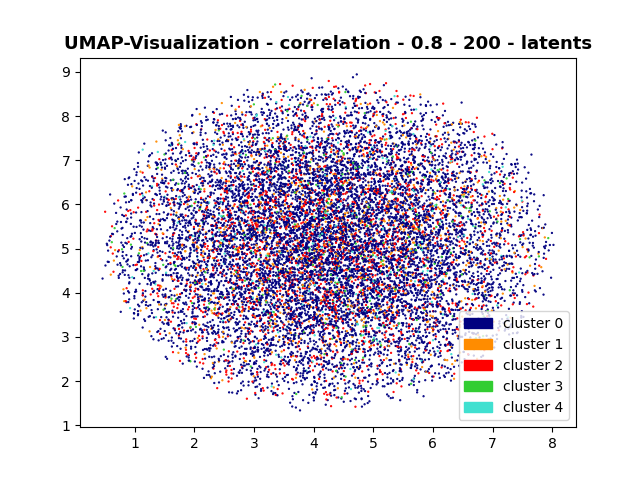 UMAP-Visualization - correlation - 0.8 - 200 - latents
9
8
7
6
5
4
3
2
1
1 2 3 4 5 6 7 8
cluster 0
cluster 1
cluster 2
cluster 3
cluster 4